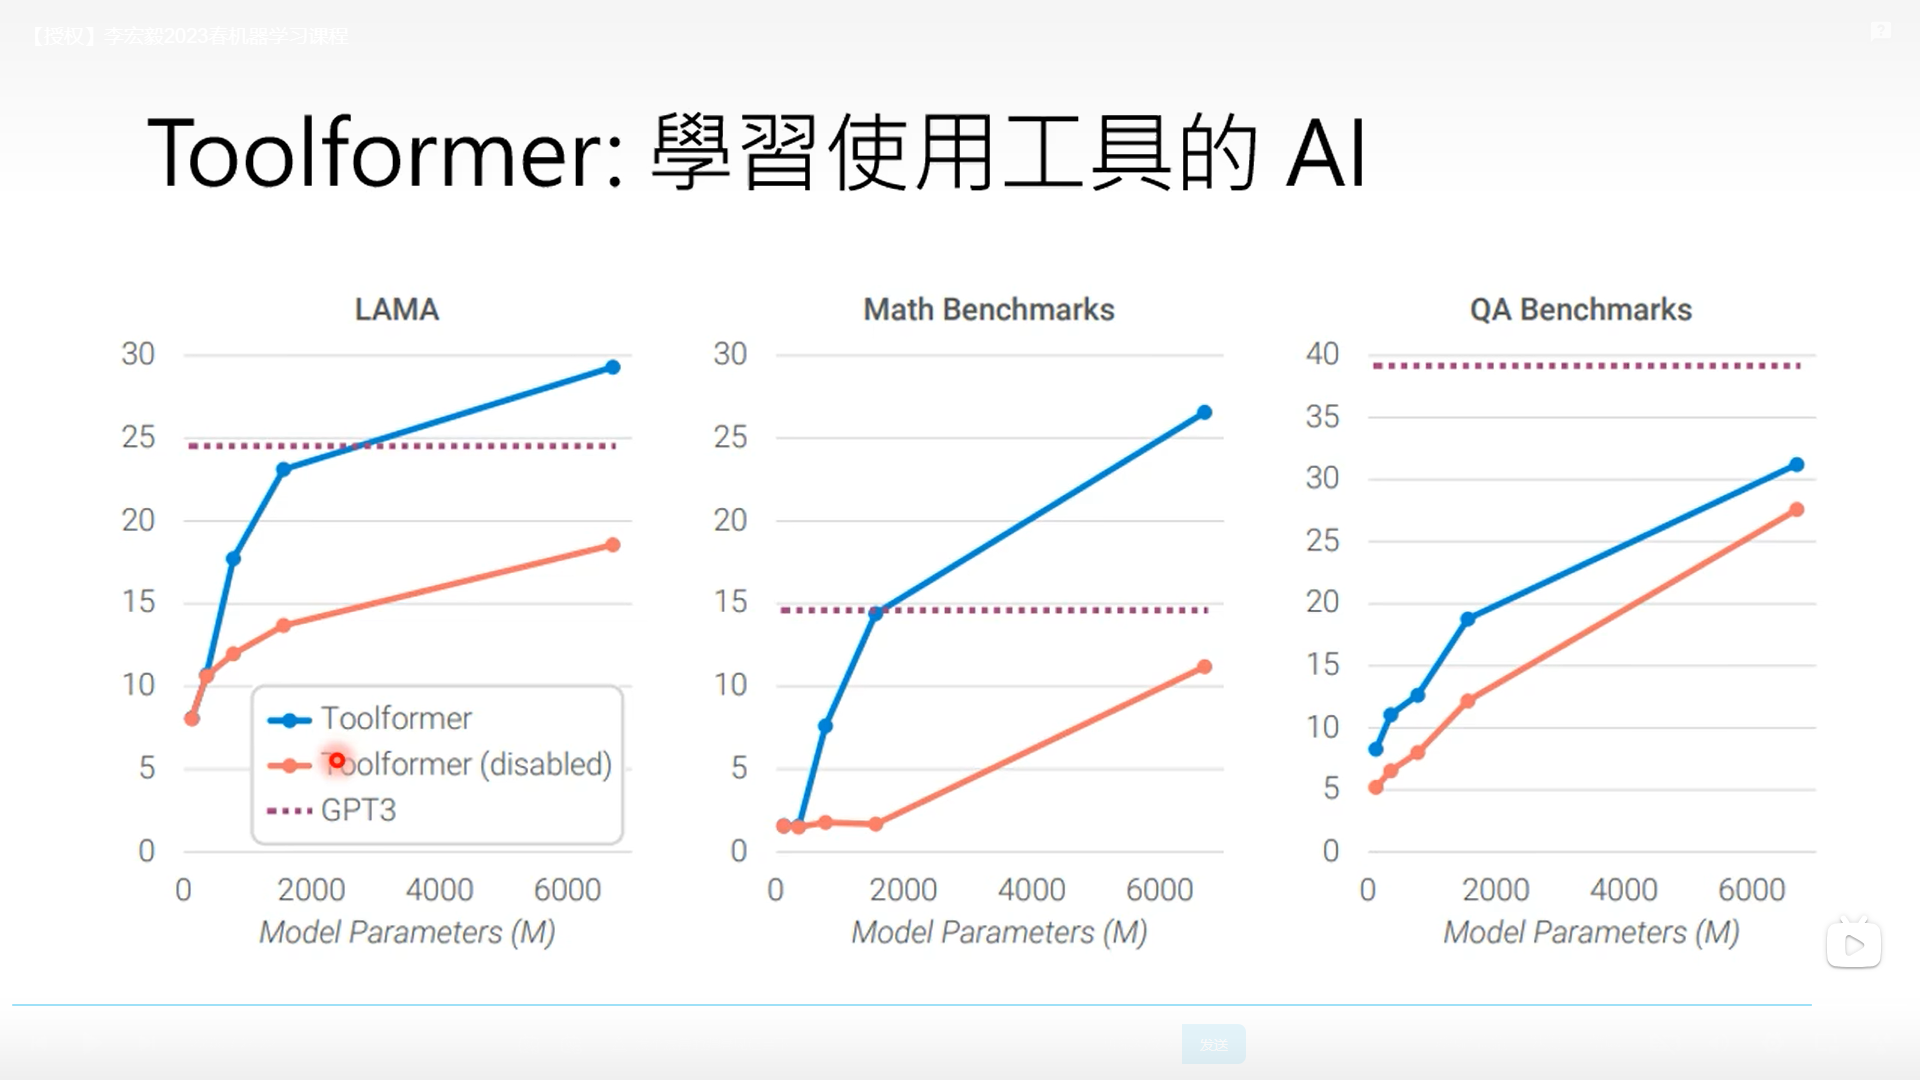 【授权】李宏毅2023春机器学习课程
Toolformer: 學習使用工具的 AI
LAMA
30
25
20
15
10
5
0
Toolformer
Toolformer (disabled)
GPT3
0 2000 4000 6000
Model Parameters (M)
Math Benchmarks
30
25
20
15
10
5
0
0 2000 4000 6000
Model Parameters (M)
QA Benchmarks
40
35
30
25
20
15
10
5
0
0 2000 4000 6000
Model Parameters (M)
发送